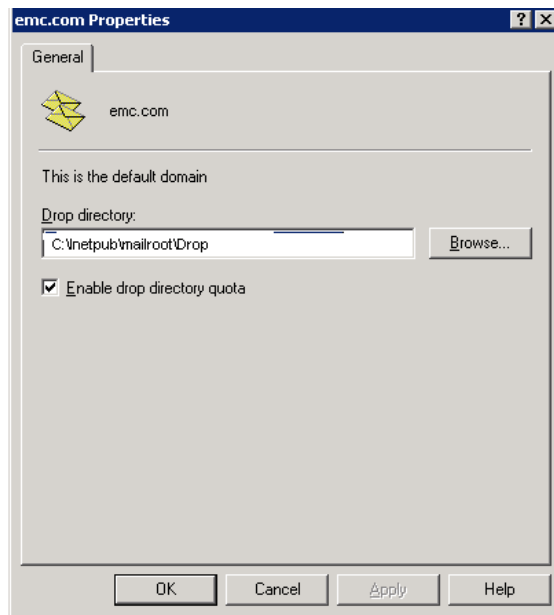 emc.com Properties
General
emc.com
This is the default domain
Drop directory:
C:\Inetpub\mailroot\Drop
Browse...
Enable drop directory quota
OK Cancel Apply Help